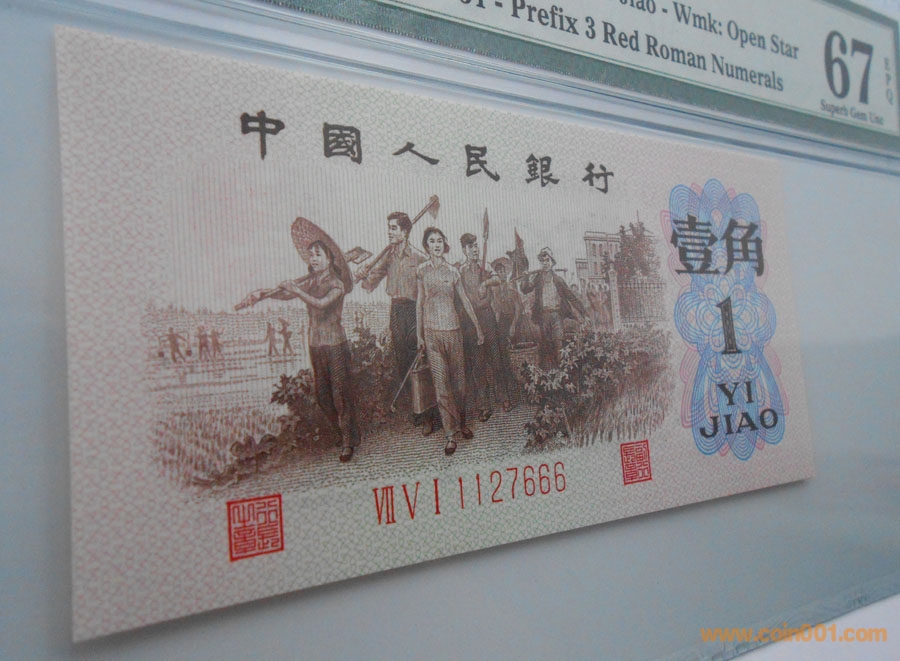 Jiao - Wmk: Open Star
- Prefix 3 Red Roman Numerals
67
EPQ
Superb Gem Unc
中國人民銀行
壹角
1
YI
JIAO
Ⅶ Ⅴ Ⅰ 1127666
www.coin001.com